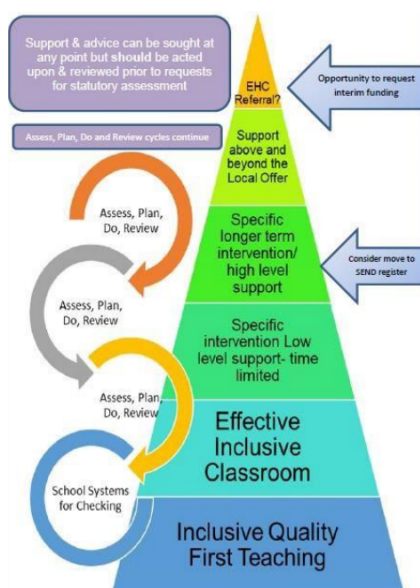 Support & advice can be sought at
any point but should be acted
upon & reviewed prior to requests
for statutory assessment
Assess, Plan, Do and Review cycles continue
EHC
Referral?
Opportunity to request
interim funding
Support
above and
beyond the
Local Offer
Assess, Plan,
Do, Review
Specific
longer term
intervention/
high level
support
Consider move to
SEND register
Assess, Plan,
Do, Review
Specific
intervention Low
level support- time
limited
Assess, Plan,
Do, Review
Effective
Inclusive
Classroom
School Systems
for Checking
Inclusive Quality
First Teaching